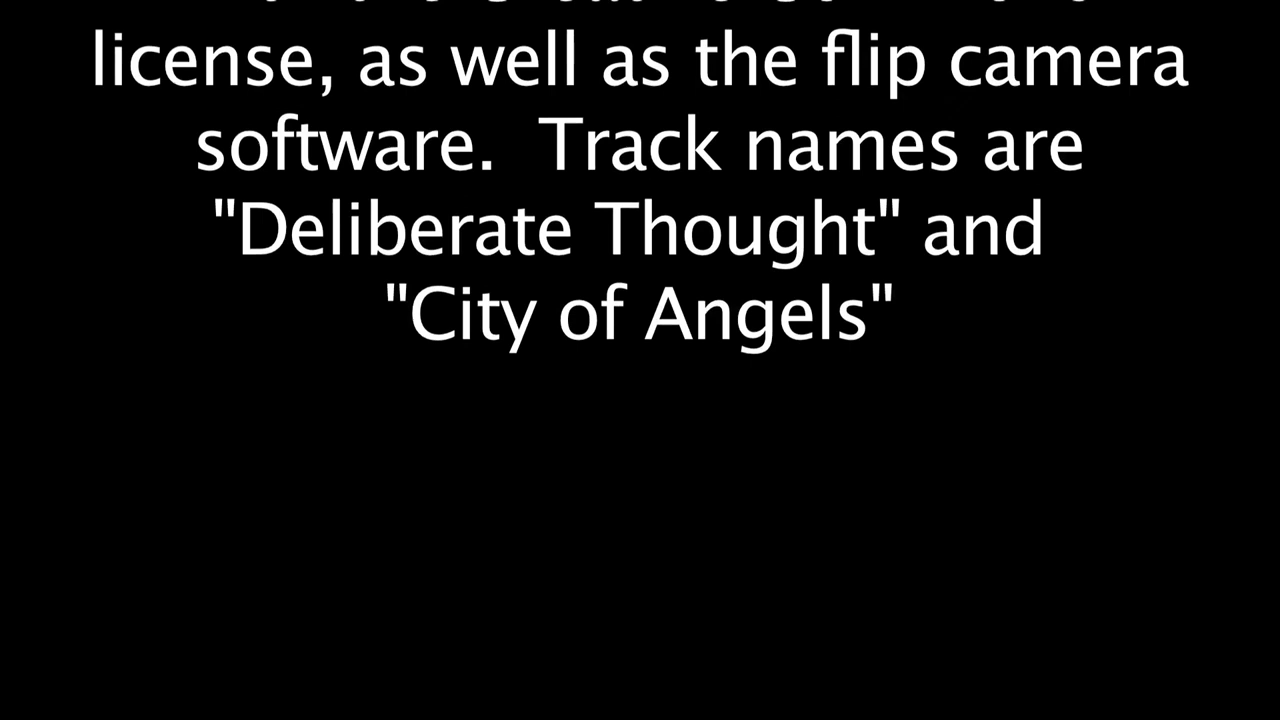 license, as well as the flip camera
software.  Track names are
"Deliberate Thought" and
"City of Angels"